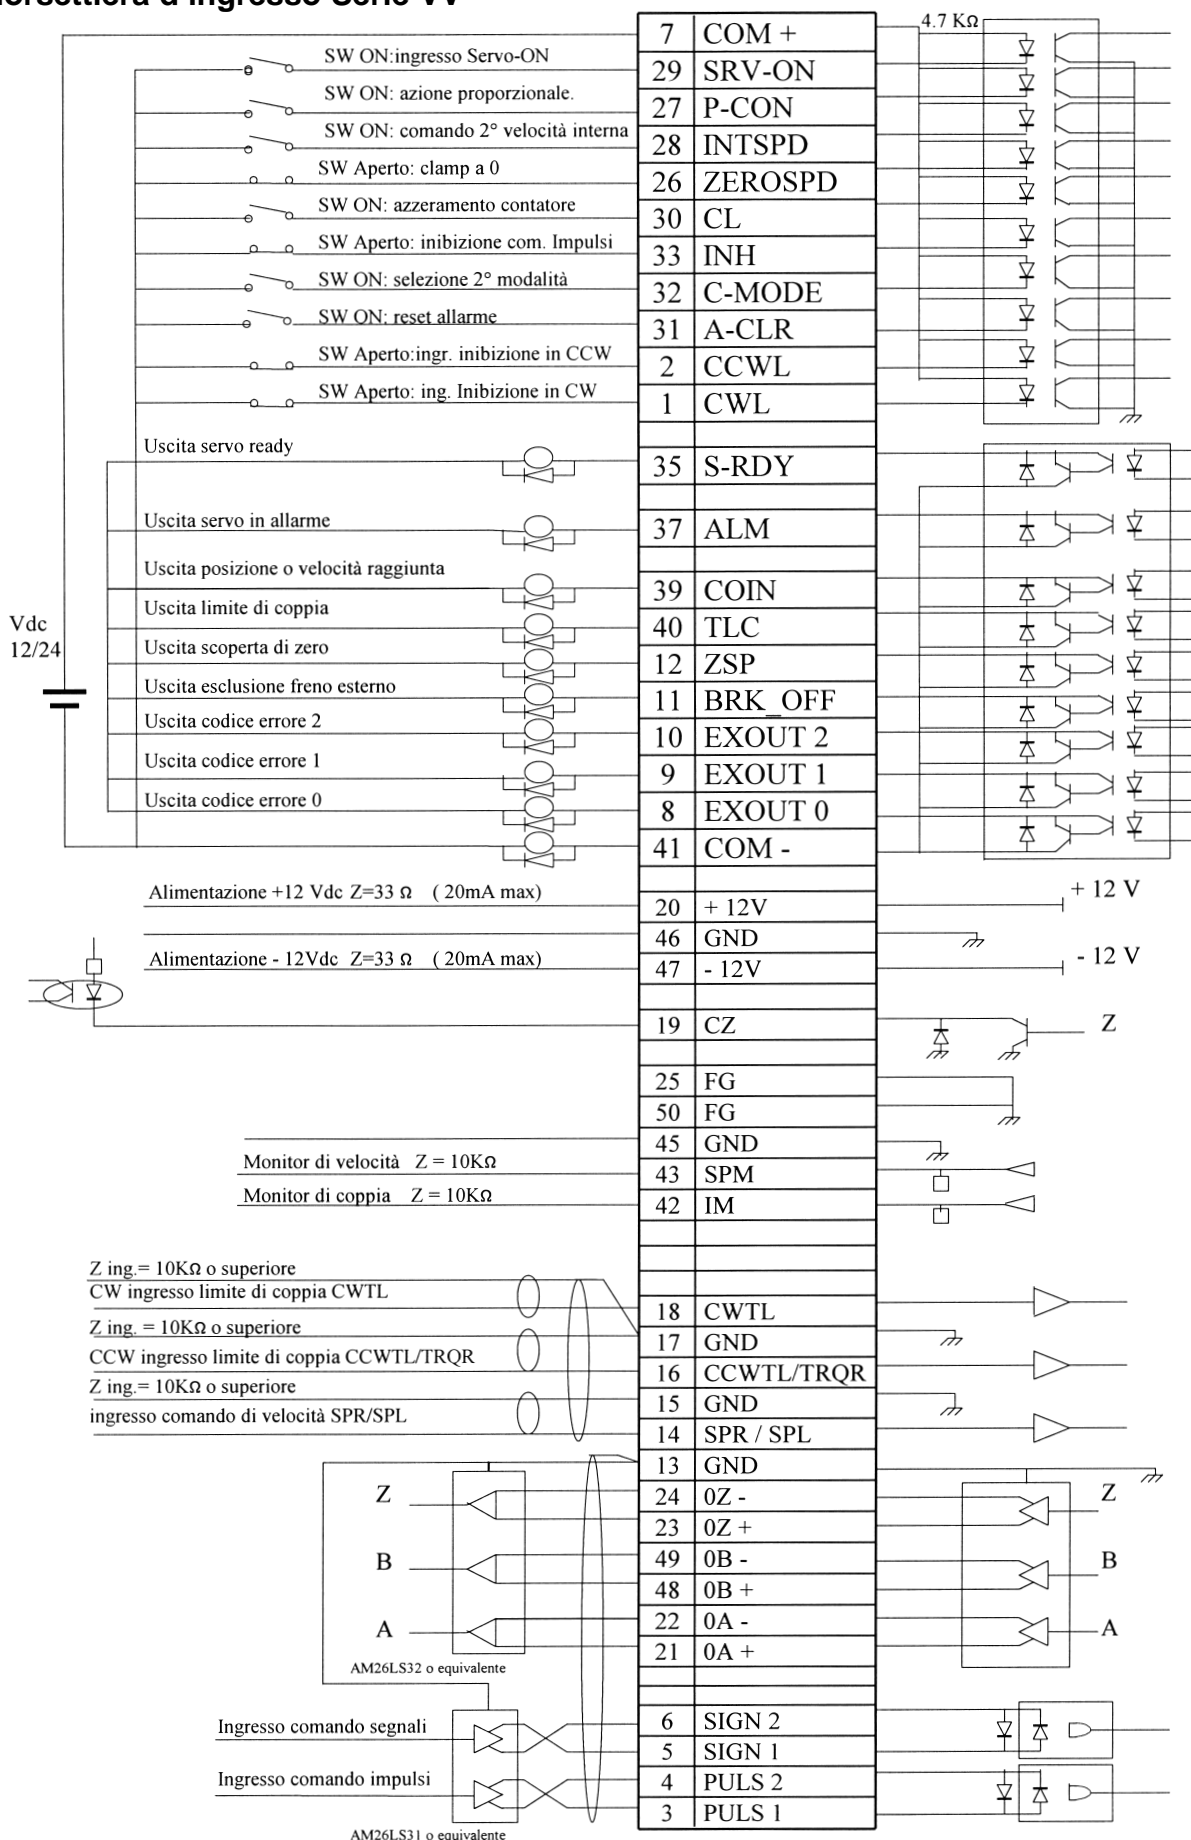 d'ingresso Serie VV
7 COM + 4.7 KΩ
SW ON:ingresso Servo-ON
29 SRV-ON
SW ON: azione proporzionale.
27 P-CON
SW ON: comando 2° velocità interna
28 INTSPD
SW Aperto: clamp a 0
26 ZEROSPD
SW ON: azzeramento contatore
30 CL
SW Aperto: inibizione com. Impulsi
33 INH
SW ON: selezione 2° modalità
32 C-MODE
SW ON: reset allarme
31 A-CLR
SW Aperto:ingr. inibizione in CCW
2 CCWL
SW Aperto: ing. Inibizione in CW
1 CWL
Uscita servo ready
35 S-RDY
Uscita servo in allarme
37 ALM
Uscita posizione o velocità raggiunta
39 COIN
Uscita limite di coppia
40 TLC
Vdc
12/24
Uscita scoperta di zero
12 ZSP
Uscita esclusione freno esterno
11 BRK_OFF
Uscita codice errore 2
10 EXOUT 2
Uscita codice errore 1
9 EXOUT 1
Uscita codice errore 0
8 EXOUT 0
41 COM -
Alimentazione +12 Vdc Z=33 Ω ( 20mA max)
20 + 12V + 12 V
46 GND
Alimentazione - 12Vdc Z=33 Ω ( 20mA max)
47 - 12V - 12 V
19 CZ Z
25 FG
50 FG
45 GND
Monitor di velocità Z = 10KΩ
43 SPM
Monitor di coppia Z = 10KΩ
42 IM
Z ing.= 10KΩ o superiore
CW ingresso limite di coppia CWTL
18 CWTL
Z ing. = 10KΩ o superiore
17 GND
CCW ingresso limite di coppia CCWTL/TRQR
16 CCWTL/TRQR
Z ing.= 10KΩ o superiore
15 GND
ingresso comando di velocità SPR/SPL
14 SPR / SPL
13 GND
Z 24 0Z - Z
23 0Z +
B 49 0B - B
48 0B +
A 22 0A - A
21 0A +
AM26LS32 o equivalente
Ingresso comando segnali
6 SIGN 2
5 SIGN 1
Ingresso comando impulsi
4 PULS 2
3 PULS 1
AM26LS31 o equivalente